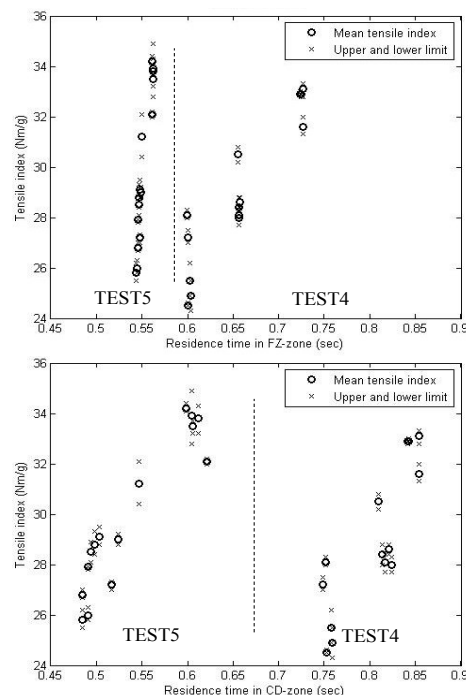 36
34
32
30
28
26
24
Tensile index (Nm/g)
Mean tensile index
Upper and lower limit
TEST5
TEST4
0.45 0.5 0.55 0.6 0.65 0.7 0.75 0.8 0.85 0.9
Residence time in FZ-zone (sec)
36
34
32
30
28
26
24
Tensile index (Nm/g)
Mean tensile index
Upper and lower limit
TEST5
TEST4
0.45 0.5 0.55 0.6 0.65 0.7 0.75 0.8 0.85 0.9
Residence time in CD-zone (sec)